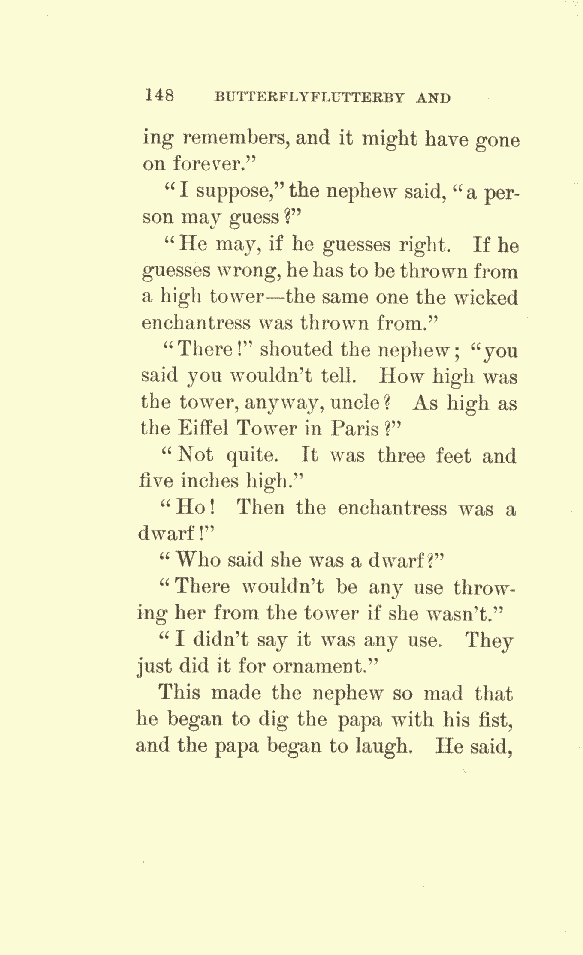 148 BUTTERFLYFLUTTERBY AND
ing remembers, and it might have gone
on forever."
"I suppose," the nephew said, "a per-
son may guess?"
"He may, if he guesses right. If he
guesses wrong, he has to be thrown from
a high tower—the same one the wicked
enchantress was thrown from."
"There!" shouted the nephew; "you
said you wouldn't tell. How high was
the tower, anyway, uncle? As high as
the Eiffel Tower in Paris?"
"Not quite. It was three feet and
five inches high."
"Ho! Then the enchantress was a
dwarf!"
"Who said she was a dwarf?"
"There wouldn't be any use throw-
ing her from the tower if she wasn't."
"I didn't say it was any use. They
just did it for ornament."
This made the nephew so mad that
he began to dig the papa with his fist,
and the papa began to laugh. He said,